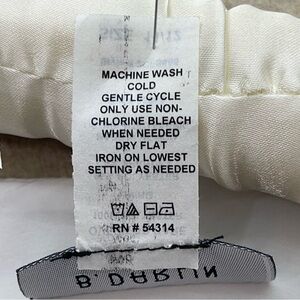 MACHINE WASH
COLD
GENTLE CYCLE
ONLY USE NON-
CHLORINE BLEACH
WHEN NEEDED
DRY FLAT
IRON ON LOWEST
SETTING AS NEEDED
RN # 54314
B. DARLIN